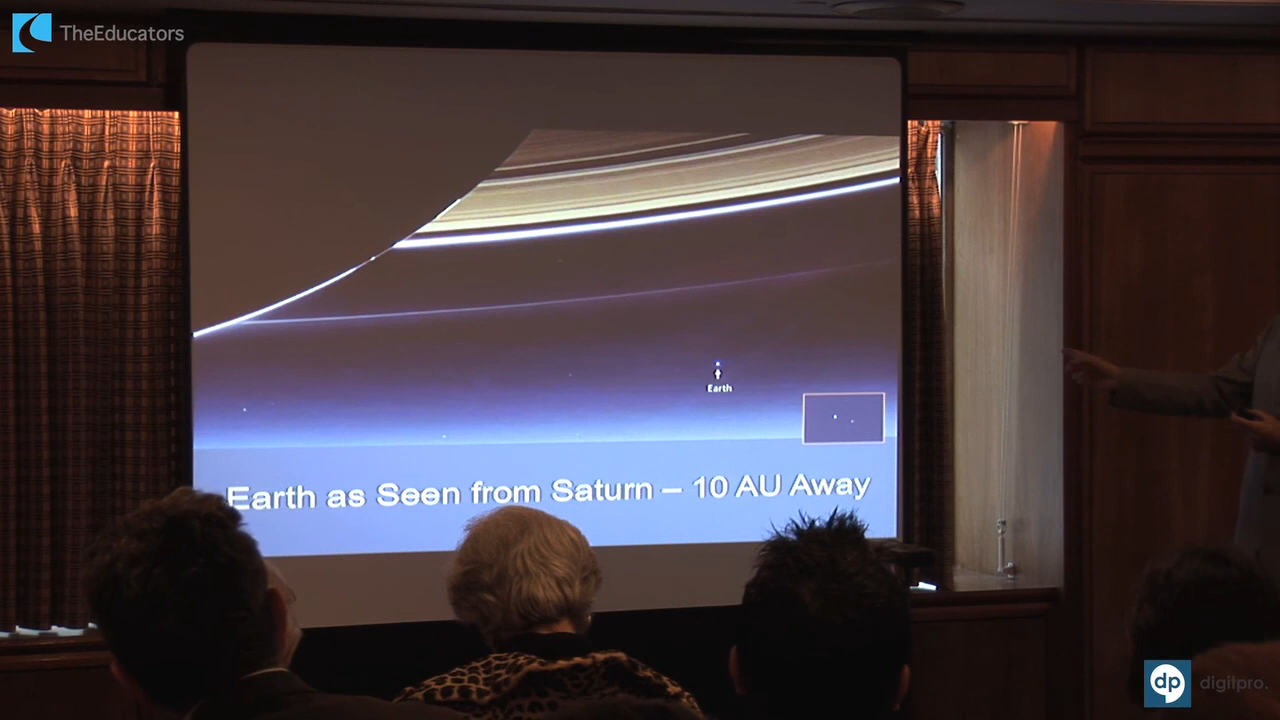 TheEducators
Earth
Earth as Seen from Saturn – 10 AU Away
dp digitpro.